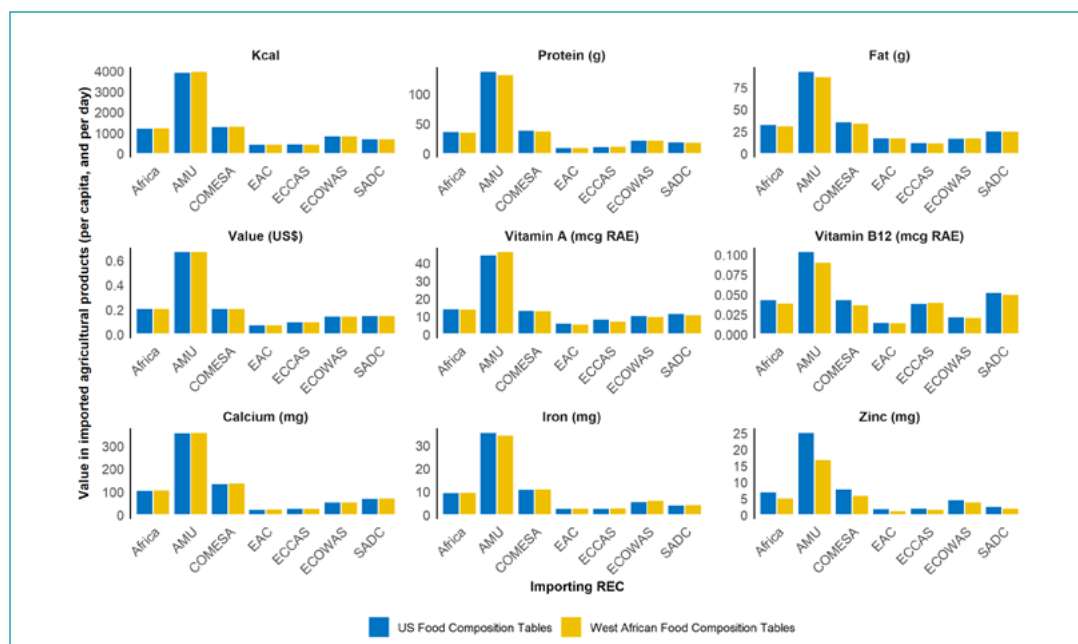 Value in imported agricultural products (per capita, and per day)
Kcal
4000
3000
2000
1000
0
Africa
AMU
COMESA
EAC
ECCAS
ECOWAS
SADC
Protein (g)
100
50
0
Africa
AMU
COMESA
EAC
ECCAS
ECOWAS
SADC
Fat (g)
75
50
25
0
Africa
AMU
COMESA
EAC
ECCAS
ECOWAS
SADC
Value (US$)
0.6
0.4
0.2
0.0
Africa
AMU
COMESA
EAC
ECCAS
ECOWAS
SADC
Vitamin A (mcg RAE)
40
30
20
10
0
Africa
AMU
COMESA
EAC
ECCAS
ECOWAS
SADC
Vitamin B12 (mcg RAE)
0.100
0.075
0.050
0.025
0.000
Africa
AMU
COMESA
EAC
ECCAS
ECOWAS
SADC
Calcium (mg)
300
200
100
0
Africa
AMU
COMESA
EAC
ECCAS
ECOWAS
SADC
Iron (mg)
30
20
10
0
Africa
AMU
COMESA
EAC
ECCAS
ECOWAS
SADC
Zinc (mg)
25
20
15
10
5
0
Africa
AMU
COMESA
EAC
ECCAS
ECOWAS
SADC
Importing REC
US Food Composition Tables
West African Food Composition Tables